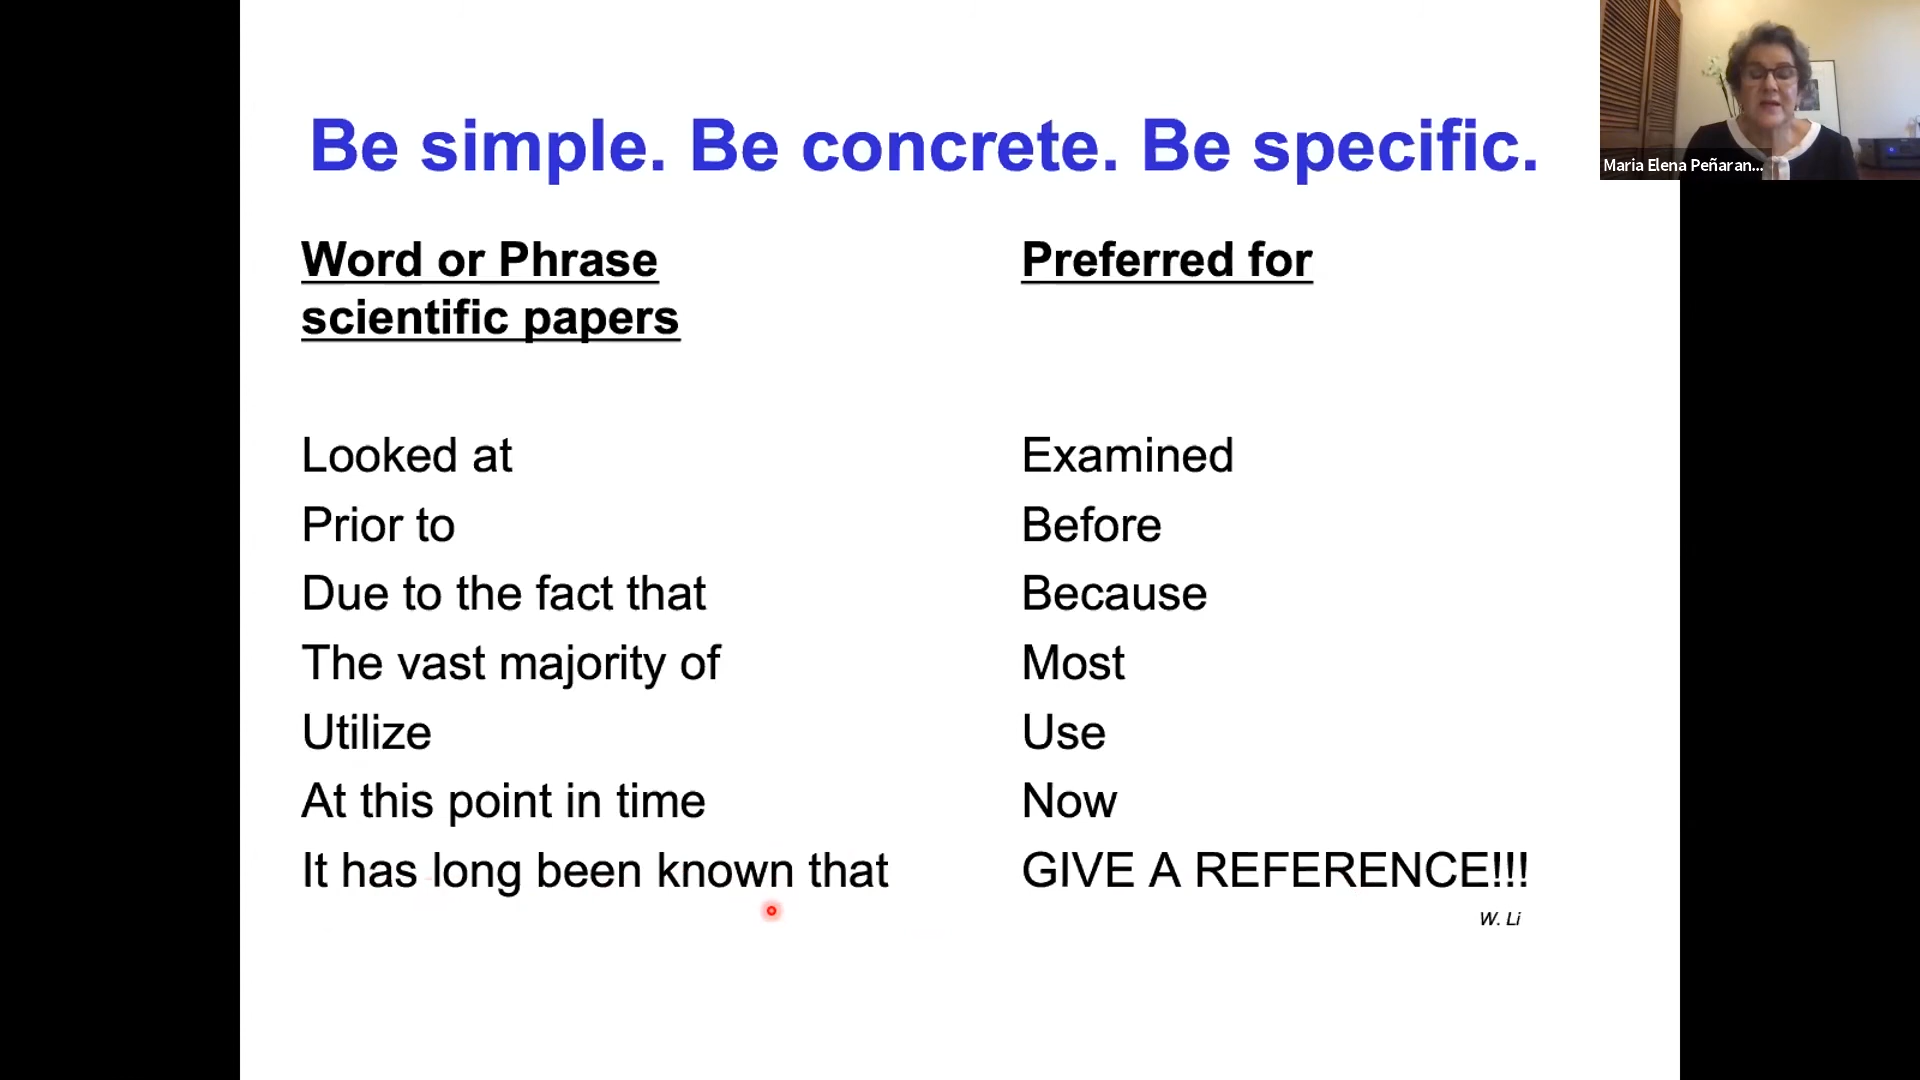 Be simple. Be concrete. Be specific.
Word or Phrase Preferred for
scientific papers
Looked at Examined
Prior to Before
Due to the fact that Because
The vast majority of Most
Utilize Use
At this point in time Now
It has long been known that GIVE A REFERENCE!!!
W. Li
Maria Elena Peñaran...